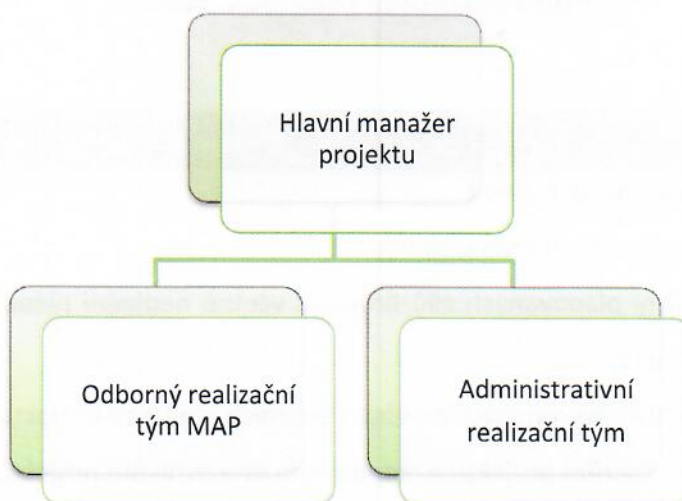 Hlavní manažer
projektu
Odborný realizační
tým MAP
Administrativní
realizační tým